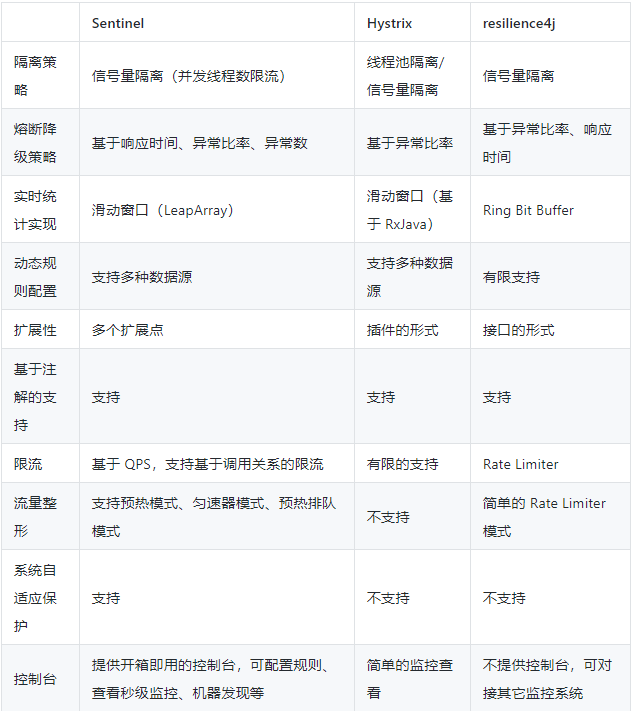 Sentinel
Hystrix
resilience4j
隔离策
略
信号量隔离（并发线程数限流）
线程池隔离/
信号量隔离
信号量隔离
熔断降
级策略
基于响应时间、异常比率、异常数
基于异常比率
基于异常比率、响应
时间
实时统
计实现
滑动窗口（LeapArray）
滑动窗口（基
于 RxJava）
Ring Bit Buffer
动态规
则配置
支持多种数据源
支持多种数据
源
有限支持
扩展性
多个扩展点
插件的形式
接口的形式
基于注
解的支
持
支持
支持
支持
限流
基于 QPS，支持基于调用关系的限流
有限的支持
Rate Limiter
流量整
形
支持预热模式、匀速器模式、预热排队
模式
不支持
简单的 Rate Limiter
模式
系统自
适应保
护
支持
不支持
不支持
控制台
提供开箱即用的控制台，可配置规则、
查看秒级监控、机器发现等
简单的监控查
看
不提供控制台，可对
接其它监控系统